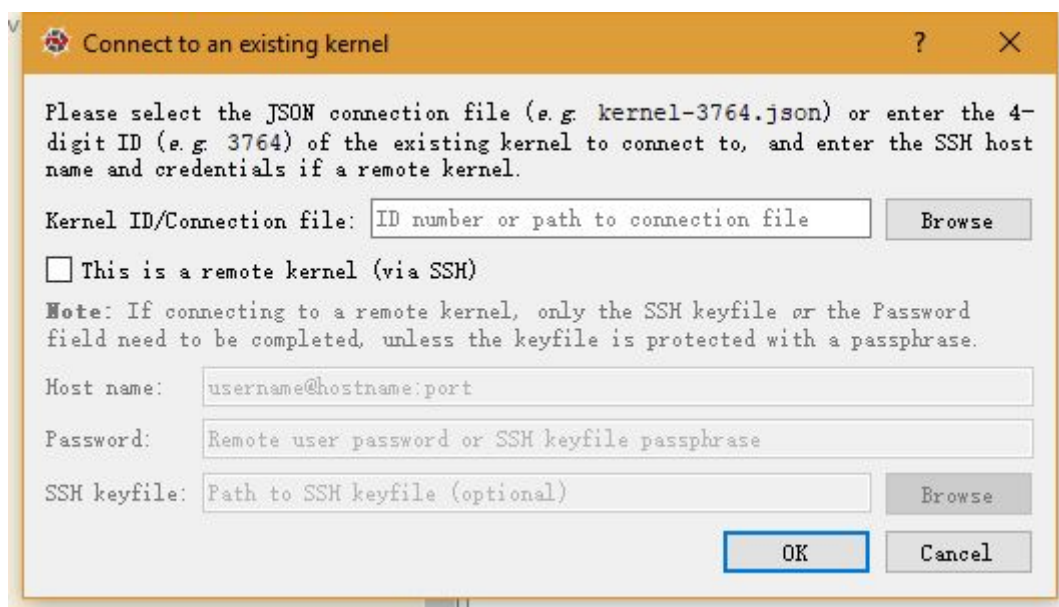 Connect to an existing kernel
?
Please select the JSON connection file (e.g. kernel-3764.json) or enter the 4-
digit ID (e.g. 3764) of the existing kernel to connect to, and enter the SSH host
name and credentials if a remote kernel.
Kernel ID/Connection file: ID number or path to connection file Browse
This is a remote kernel (via SSH)
Note: If connecting to a remote kernel, only the SSH keyfile or the Password
field need to be completed, unless the keyfile is protected with a passphrase.
Host name: username@hostname:port
Password: Remote user password or SSH keyfile passphrase
SSH keyfile: Path to SSH keyfile (optional) Browse
OK Cancel